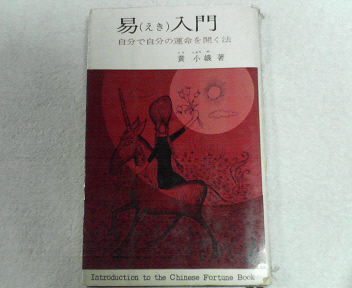 易(えき)入門
自分で自分の運命を開く法
黄 小娥 著
Introduction to the Chinese Fortune Book